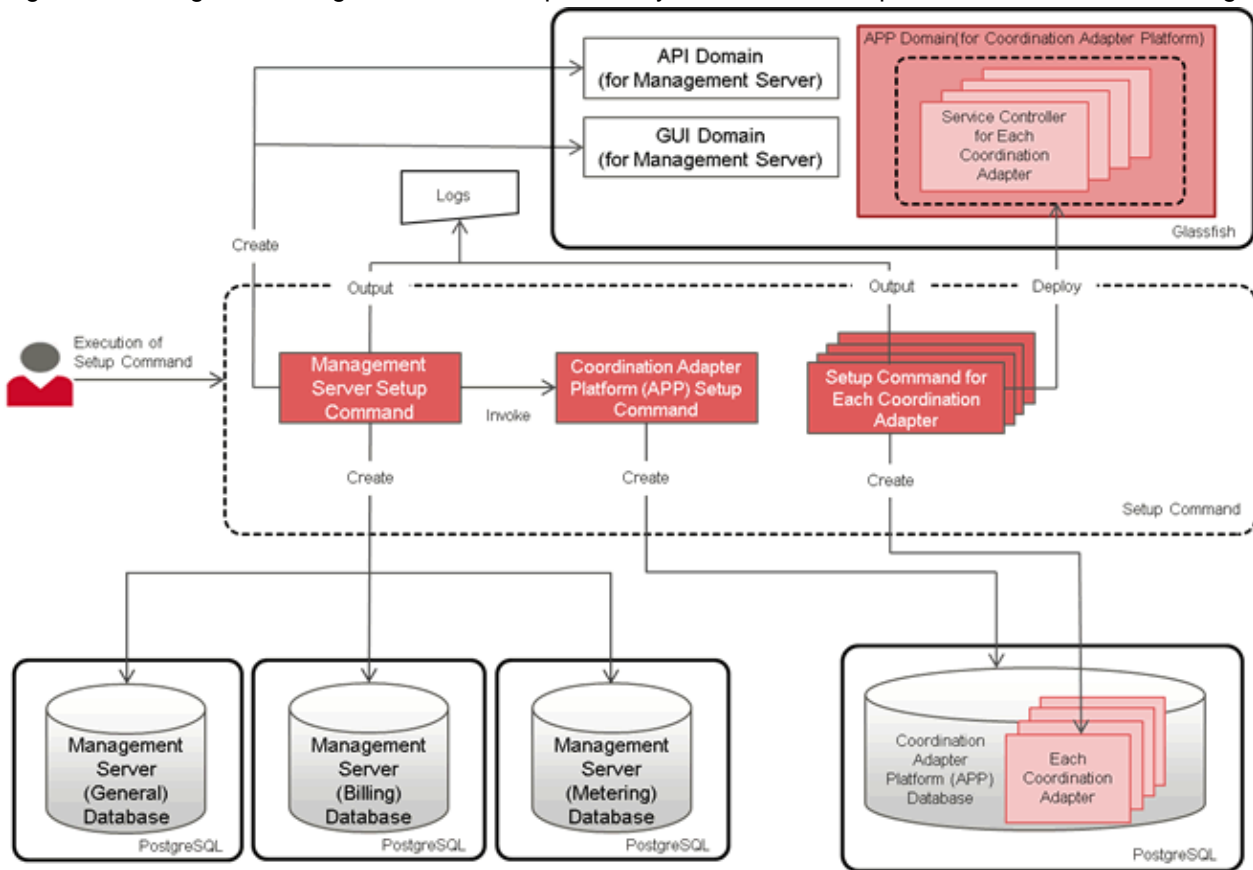 API Domain
(for Management Server)
GUI Domain
(for Management Server)
APP Domain(for Coordination Adapter Platform)
Service Controller
for Each
Coordination
Adapter
Glassfish
Logs
Create
Output
Output
Deploy
Execution of
Setup Command
Management
Server Setup
Command
Invoke
Coordination Adapter
Platform (APP) Setup
Command
Setup Command for
Each Coordination
Adapter
Create
Create
Create
Setup Command
Management
Server
(General)
Database
PostgreSQL
Management
Server
(Billing)
Database
PostgreSQL
Management
Server
(Metering)
Database
PostgreSQL
Coordination
Adapter
Platform (APP)
Database
Each
Coordination
Adapter
PostgreSQL